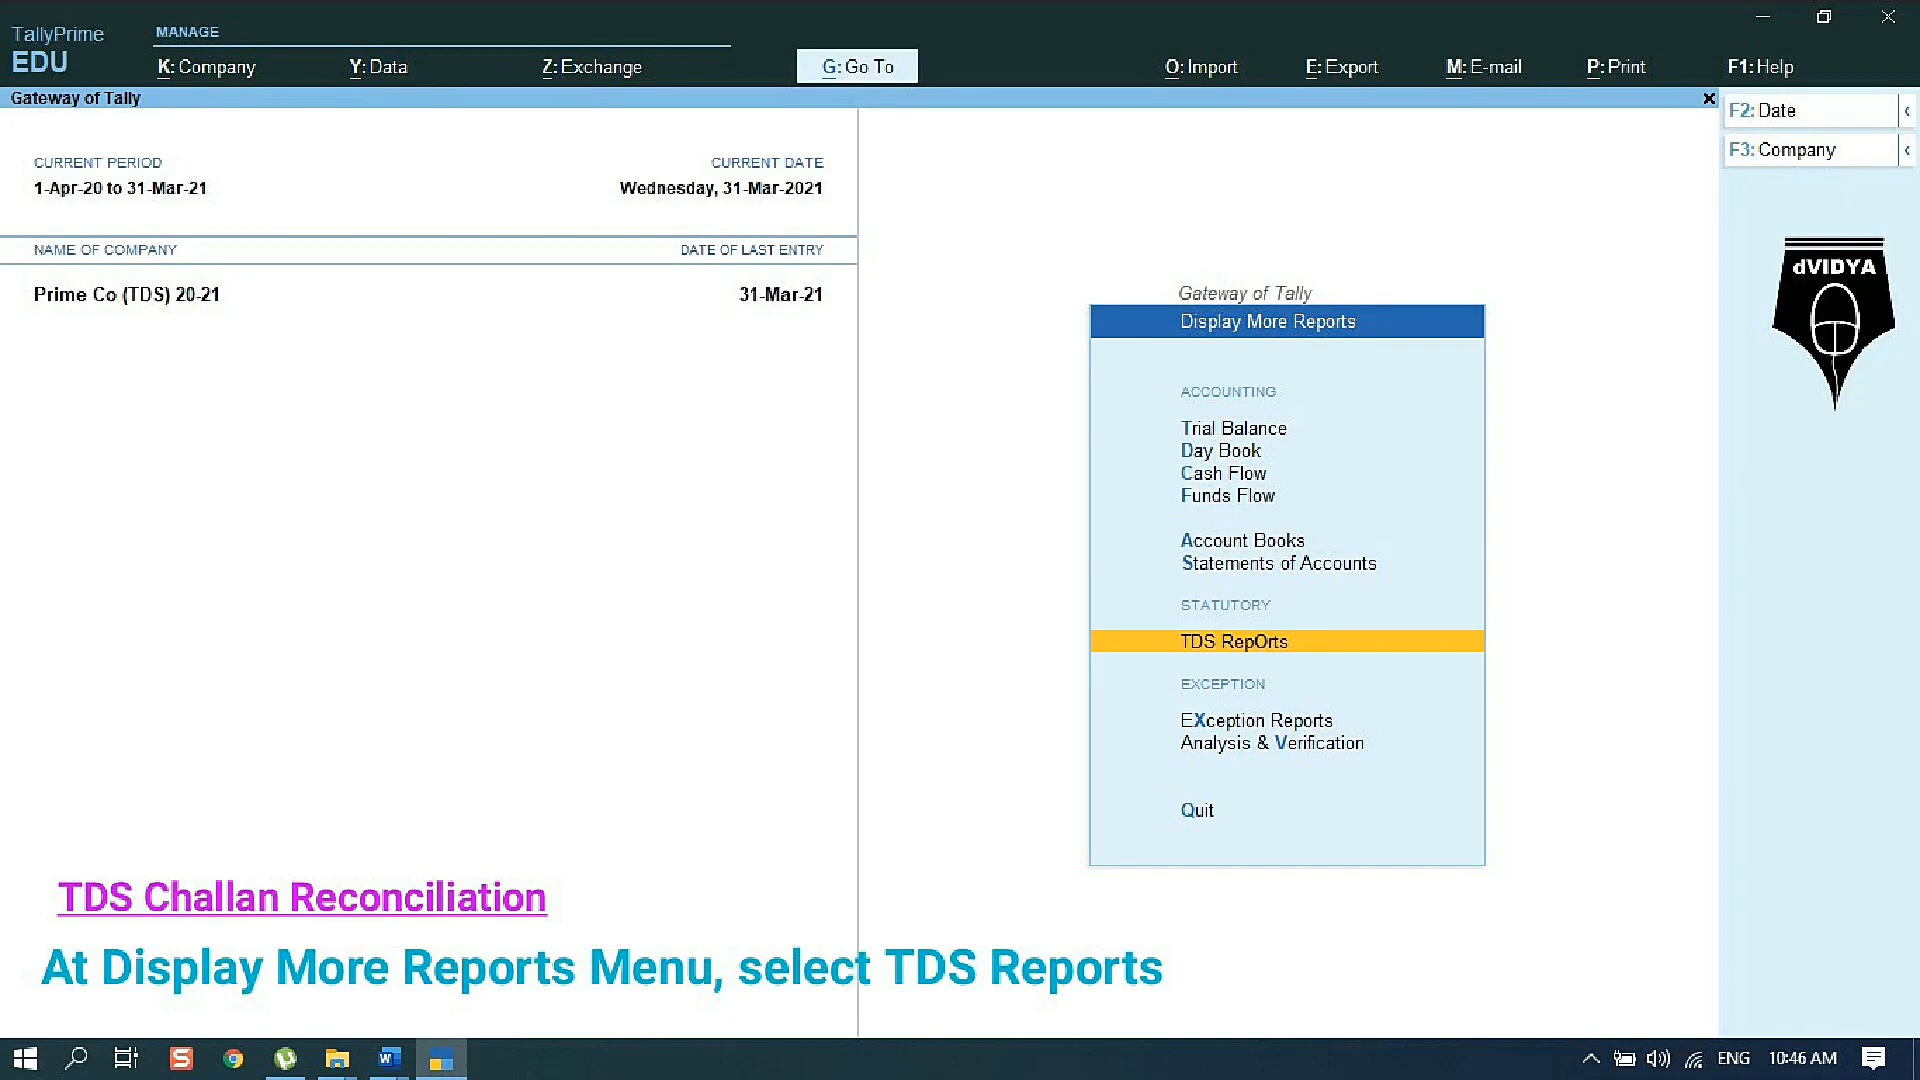 TallyPrime
EDU
MANAGE
K: Company
Y: Data
Z: Exchange
G: Go To
O: Import
E: Export
M: E-mail
P: Print
F1: Help
Gateway of Tally
F2: Date
F3: Company
CURRENT PERIOD
CURRENT DATE
1-Apr-20 to 31-Mar-21
Wednesday, 31-Mar-2021
NAME OF COMPANY
DATE OF LAST ENTRY
Prime Co (TDS) 20-21
31-Mar-21
dVIDYA
Gateway of Tally
Display More Reports
ACCOUNTING
Trial Balance
Day Book
Cash Flow
Funds Flow
Account Books
Statements of Accounts
STATUTORY
TDS RepOrts
EXCEPTION
EXception Reports
Analysis & Verification
Quit
TDS Challan Reconciliation
At Display More Reports Menu, select TDS Reports
ENG
10:46 AM